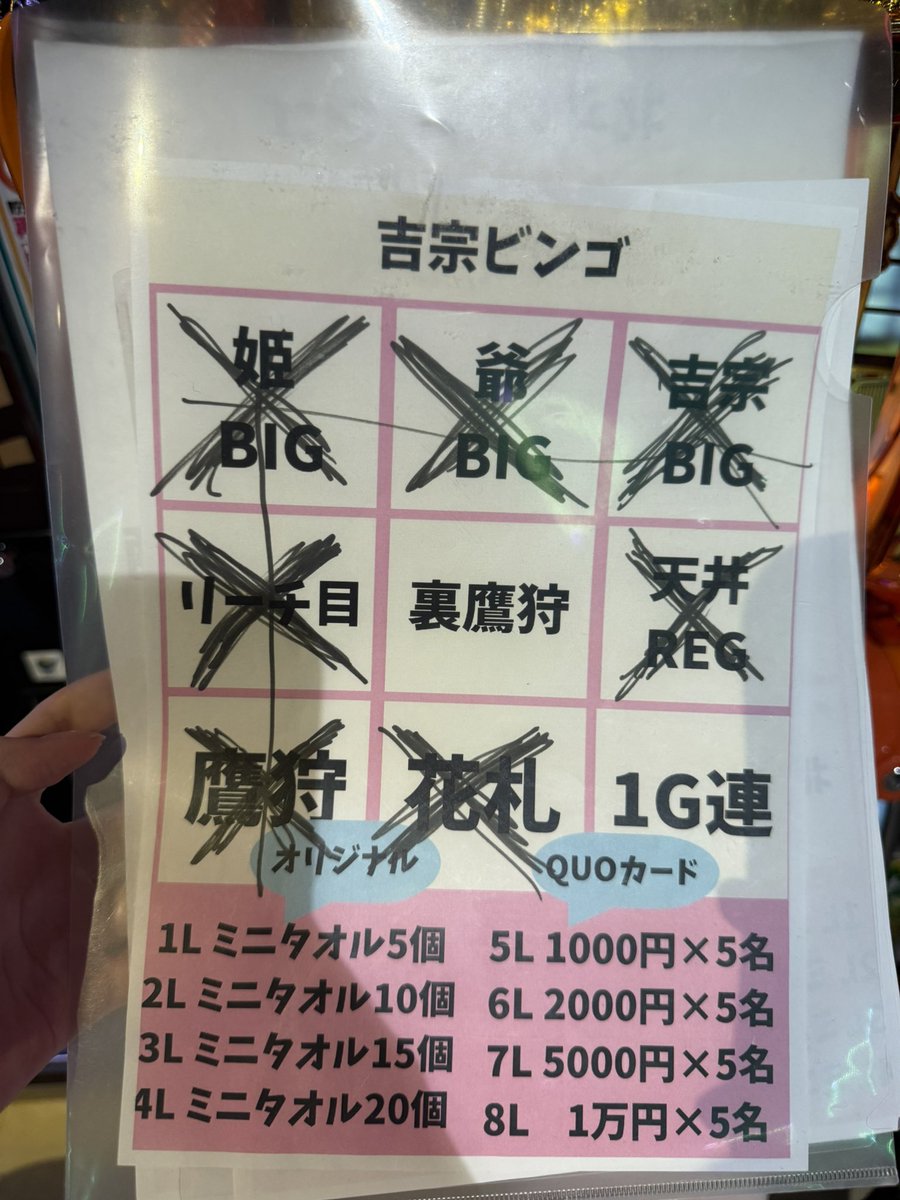 吉宗ビンゴ
姫
BIG
爺
BIG
吉宗
BIG
リーチ目
裏鷹狩
天井
REG
鷹狩
花札
1G連
オリジナル
QUOカード
1L ミニタオル5個
2L ミニタオル10個
3L ミニタオル15個
4L ミニタオル20個
5L 1000円×5名
6L 2000円×5名
7L 5000円×5名
8L 1万円×5名